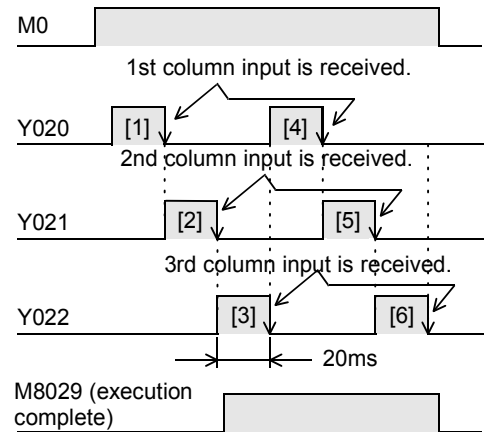 M0
1st column input is received.
Y020
[1]
[4]
2nd column input is received.
Y021
[2]
[5]
3rd column input is received.
Y022
[3]
[6]
20ms
M8029 (execution
complete)